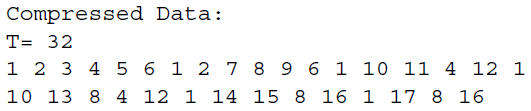 Compressed Data:
T= 32
1 2 3 4 5 6 1 2 7 8 9 6 1 10 11 4 12 1
10 13 8 4 12 1 14 15 8 16 1 17 8 16